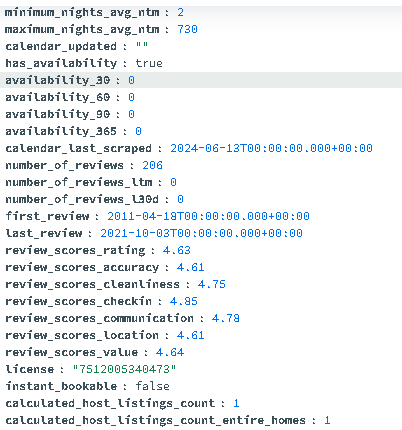 minimum_nights_avg_ntm : 2
maximum_nights_avg_ntm : 730
calendar_updated : ""
has_availability : true
availability_30 : 0
availability_60 : 0
availability_90 : 0
availability_365 : 0
calendar_last_scraped : 2024-06-13T00:00:00.000+00:00
number_of_reviews : 206
number_of_reviews_ltm : 0
number_of_reviews_l30d : 0
first_review : 2011-04-18T00:00:00.000+00:00
last_review : 2021-10-03T00:00:00.000+00:00
review_scores_rating : 4.63
review_scores_accuracy : 4.61
review_scores_cleanliness : 4.75
review_scores_checkin : 4.85
review_scores_communication : 4.78
review_scores_location : 4.61
review_scores_value : 4.64
license : "7512005340473"
instant_bookable : false
calculated_host_listings_count : 1
calculated_host_listings_count_entire_homes : 1